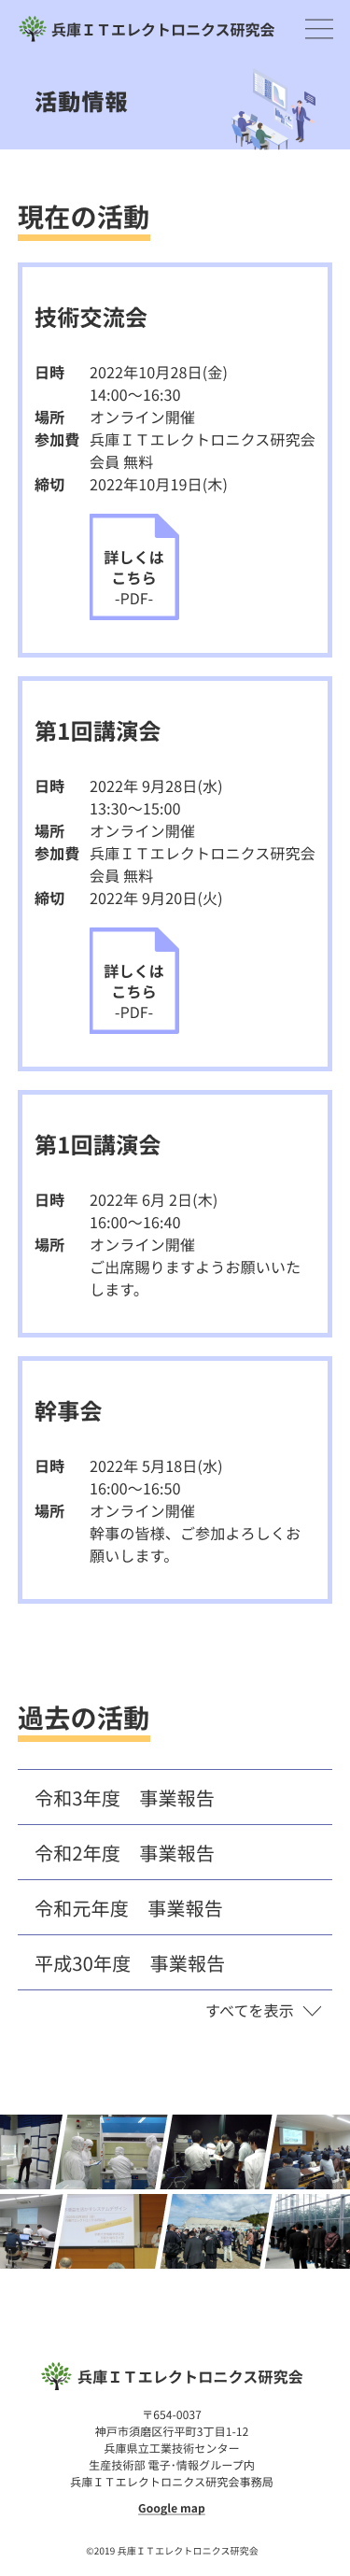 兵庫ＩＴエレクトロニクス研究会
活動情報
現在の活動
技術交流会
日時 2022年10月28日(金)
14:00〜16:30
場所 オンライン開催
参加費 兵庫ＩＴエレクトロニクス研究会
会員 無料
締切 2022年10月19日(木)
詳しくは
こちら
-PDF-
第1回講演会
日時 2022年 9月28日(水)
13:30〜15:00
場所 オンライン開催
参加費 兵庫ＩＴエレクトロニクス研究会
会員 無料
締切 2022年 9月20日(火)
詳しくは
こちら
-PDF-
第1回講演会
日時 2022年 6月 2日(木)
16:00〜16:40
場所 オンライン開催
ご出席賜りますようお願いいた
します。
幹事会
日時 2022年 5月18日(水)
16:00〜16:50
場所 オンライン開催
幹事の皆様、ご参加よろしくお
願いします。
過去の活動
令和3年度　事業報告
令和2年度　事業報告
令和元年度　事業報告
平成30年度　事業報告
すべてを表示
兵庫ＩＴエレクトロニクス研究会
〒654-0037
神戸市須磨区行平町3丁目1-12
兵庫県立工業技術センター
生産技術部 電子･情報グループ内
兵庫ＩＴエレクトロニクス研究会事務局
Google map
©2019 兵庫ＩＴエレクトロニクス研究会